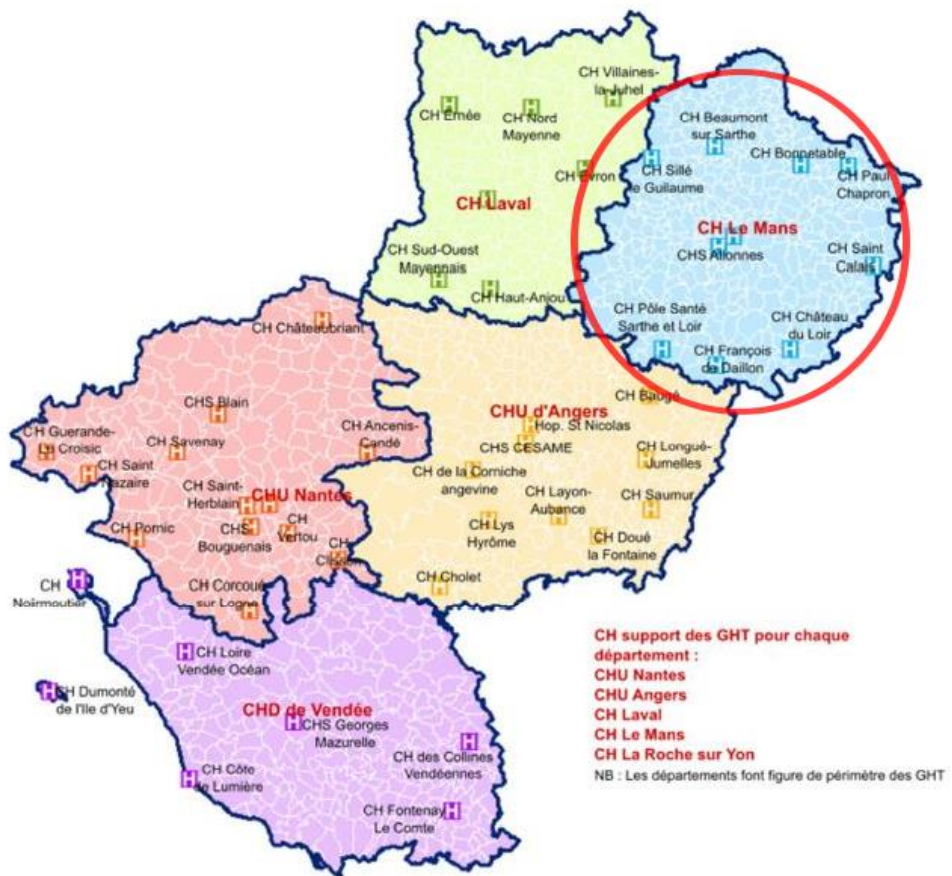 CH Villaines-
la-Juhel
CH Ernée
CH Nord
Mayenne
CH Evron
CH Laval
CH Sud-Ouest
Mayennais
CH Haut-Anjou
CH Beaumont
sur Sarthe
CH Bonnetable
CH Sillé
le Guilaume
CH Paul
Chapron
CH Le Mans
CHS Allonnes
CH Saint
Calais
CH Pôle Santé
Sarthe et Loir
CH Château
du Loir
CH François
de Daillon
CH Châteaubriant
CHS Blain
CH Guerande-
Le Croisic
CH Savenay
CH Ancenis-
Candé
CH Saint
Nazaire
CH Saint-
Herblain
CHU Nantes
CH Pornic
CHS
Bouguenais
CH
Vertou
CH
CH Corcoué
sur Logne
CH Baugé
CHU d'Angers
Hop. St Nicolas
CHS CESAME
CH Longué-
Jumelles
CH de la Corniche
angevine
CH Layon-
Aubance
CH Saumur
CH Lys
Hyrôme
CH Doué
la Fontaine
CH Cholet
CH
CH Loire
Vendée Océan
CH Dumonté
de l'Ile d'Yeu
CHD de Vendée
CHS Georges
Mazurelle
CH des Collines
Vendéennes
CH Côte
de Lumière
CH Fontenay
Le Comte
CH support des GHT pour chaque
département :
CHU Nantes
CHU Angers
CH Laval
CH Le Mans
CH La Roche sur Yon
NB : Les départements font figure de périmètre des GHT